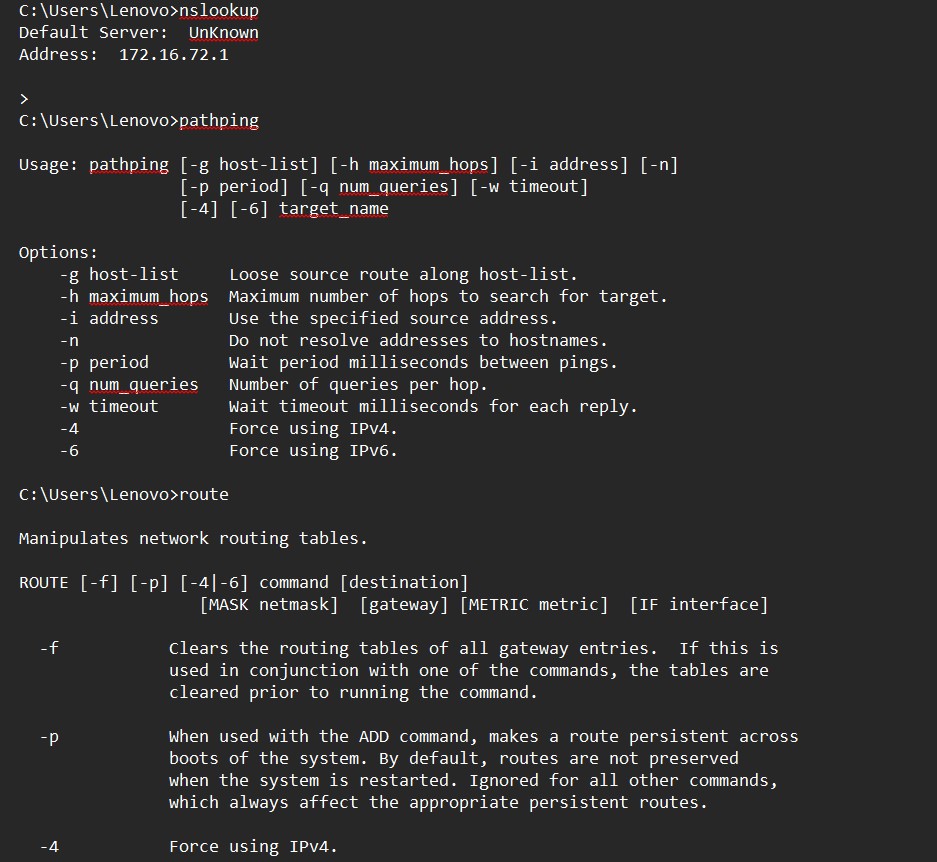 C:\Users\Lenovo>nslookup
Default Server:  UnKnown
Address:  172.16.72.1
>
C:\Users\Lenovo>pathping
Usage: pathping [-g host-list] [-h maximum_hops] [-i address] [-n]
                [-p period] [-q num_queries] [-w timeout]
                [-4] [-6] target_name
Options:
    -g host-list     Loose source route along host-list.
    -h maximum_hops  Maximum number of hops to search for target.
    -i address       Use the specified source address.
    -n               Do not resolve addresses to hostnames.
    -p period        Wait period milliseconds between pings.
    -q num_queries   Number of queries per hop.
    -w timeout       Wait timeout milliseconds for each reply.
    -4               Force using IPv4.
    -6               Force using IPv6.
C:\Users\Lenovo>route
Manipulates network routing tables.
ROUTE [-f] [-p] [-4|-6] command [destination]
                  [MASK netmask]  [gateway] [METRIC metric]  [IF interface]
  -f           Clears the routing tables of all gateway entries.  If this is
               used in conjunction with one of the commands, the tables are
               cleared prior to running the command.
  -p           When used with the ADD command, makes a route persistent across
               boots of the system. By default, routes are not preserved
               when the system is restarted. Ignored for all other commands,
               which always affect the appropriate persistent routes.
  -4           Force using IPv4.